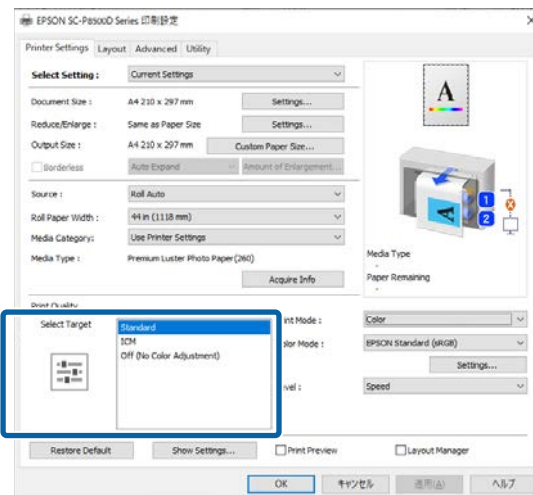 EPSON SC-P8500D Series 印刷設定
Printer Settings Layout Advanced Utility
Select Setting : Current Settings
Document Size : A4 210 x 297 mm Settings...
Reduce/Enlarge : Same as Paper Size Settings...
Output Size : A4 210 x 297 mm Custom Paper Size...
Borderless Auto Expand Amount of Enlargement...
Source : Roll Auto
Roll Paper Width : 44 in (1118 mm)
Media Category: Use Printer Settings
Media Type : Premium Luster Photo Paper(260)
Acquire Info
A
A
1
2
Media Type
-
Paper Remaining
-
Print Quality
Select Target
Standard
ICM
Off (No Color Adjustment)
int Mode : Color
olor Mode : EPSON Standard (sRGB)
Settings...
evel : Speed
Restore Default Show Settings... Print Preview Layout Manager
OK キャンセル 適用(A) ヘルプ